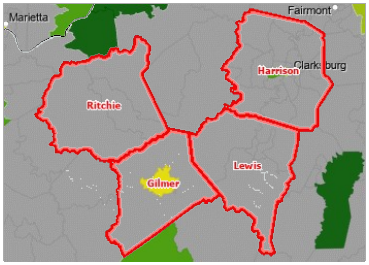 Fairmont
Marietta
Clarksburg
Harrison
Ritchie
Lewis
Gilmer